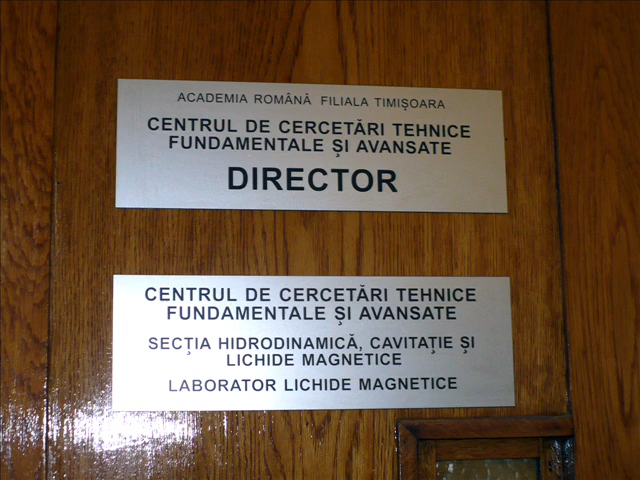 ACADEMIA ROMÂNĂ FILIALA TIMIŞOARA
CENTRUL DE CERCETĂRI TEHNICE
FUNDAMENTALE ŞI AVANSATE
DIRECTOR
CENTRUL DE CERCETĂRI TEHNICE
FUNDAMENTALE ŞI AVANSATE
SECŢIA HIDRODINAMICĂ, CAVITAŢIE ŞI
LICHIDE MAGNETICE
LABORATOR LICHIDE MAGNETICE